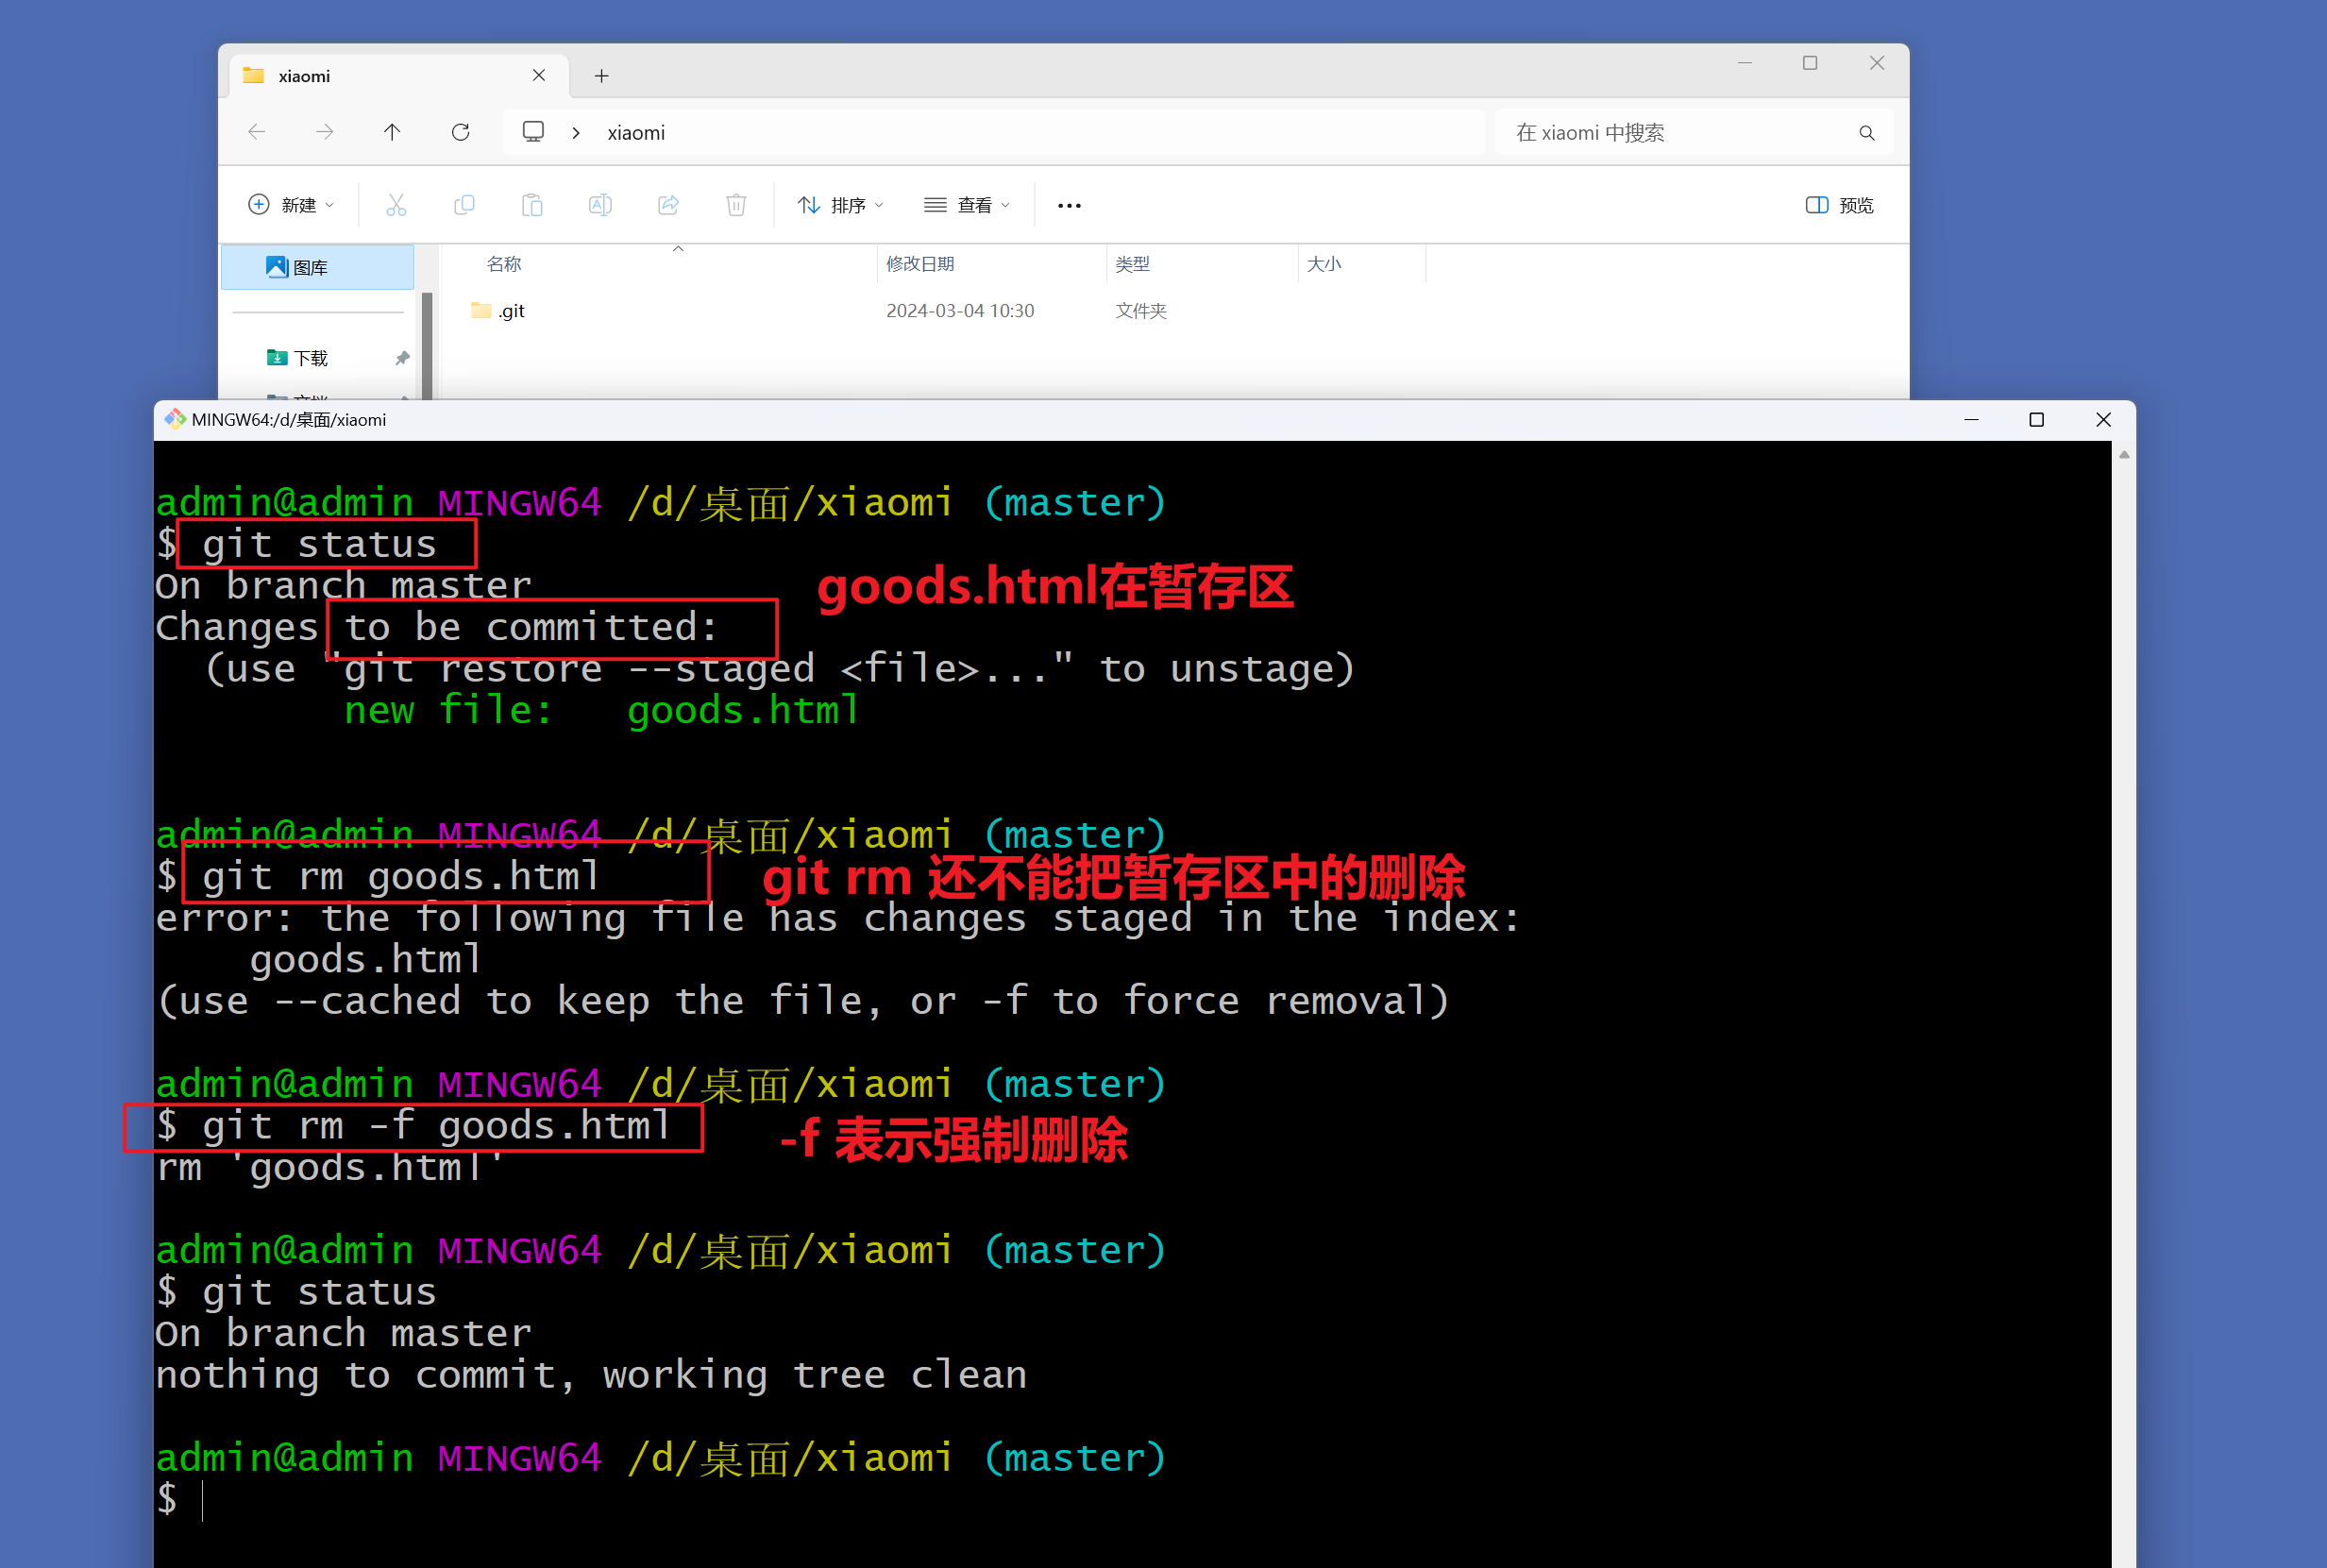 xiaomi
xiaomi
在 xiaomi 中搜索
新建
排序
查看
预览
图库
名称
修改日期
类型
大小
.git
2024-03-04 10:30
文件夹
下载
MINGW64:/d/桌面/xiaomi
admin@admin MINGW64 /d/桌面/xiaomi (master)
$ git status
On branch master
goods.html在暂存区
Changes to be committed:
(use "git restore --staged <file>..." to unstage)
new file:   goods.html
admin@admin MINGW64 /d/桌面/xiaomi (master)
$ git rm goods.html
git rm 还不能把暂存区中的删除
error: the following file has changes staged in the index:
goods.html
(use --cached to keep the file, or -f to force removal)
admin@admin MINGW64 /d/桌面/xiaomi (master)
$ git rm -f goods.html
-f 表示强制删除
rm 'goods.html'
admin@admin MINGW64 /d/桌面/xiaomi (master)
$ git status
On branch master
nothing to commit, working tree clean
admin@admin MINGW64 /d/桌面/xiaomi (master)
$